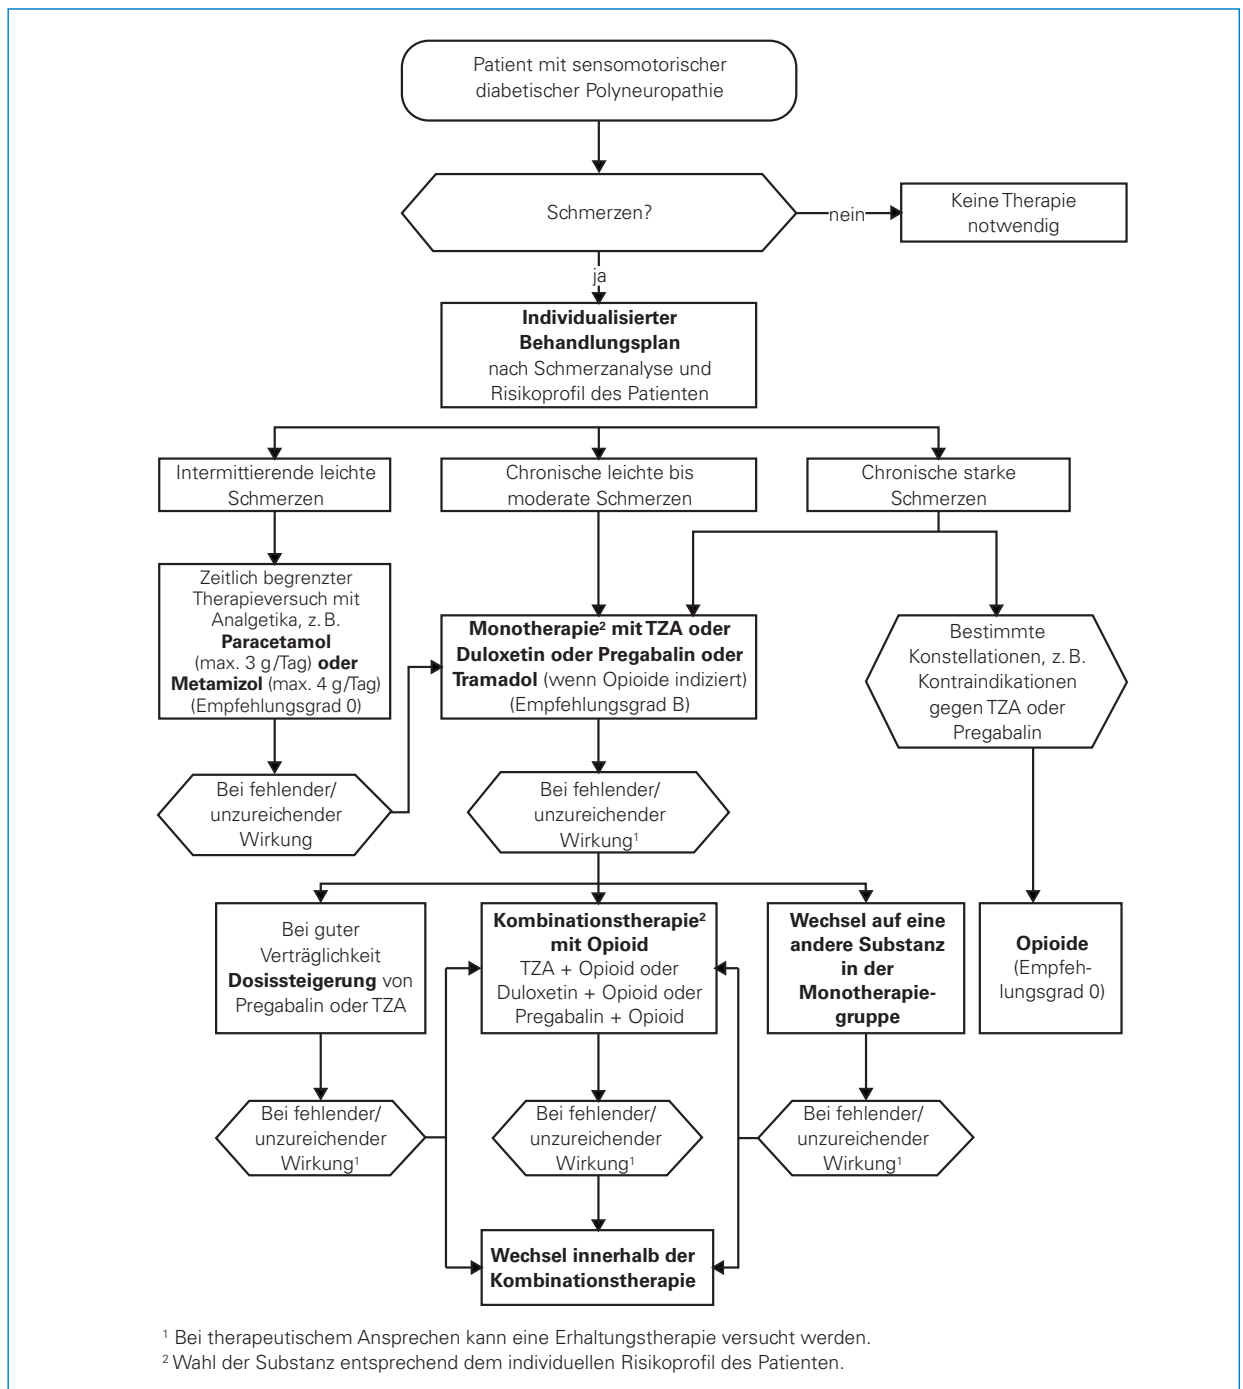 Patient mit sensomotorischer
diabetischer Polyneuropathie
Schmerzen?
nein
Keine Therapie
notwendig
ja
Individualisierter
Behandlungsplan
nach Schmerzanalyse und
Risikoprofil des Patienten
Intermittierende leichte
Schmerzen
Chronische leichte bis
moderate Schmerzen
Chronische starke
Schmerzen
Zeitlich begrenzter
Therapieversuch mit
Analgetika, z. B.
Paracetamol
(max. 3 g/Tag) oder
Metamizol (max. 4 g/Tag)
(Empfehlungsgrad 0)
Monotherapie² mit TZA oder
Duloxetin oder Pregabalin oder
Tramadol (wenn Opioide indiziert)
(Empfehlungsgrad B)
Bestimmte
Konstellationen, z. B.
Kontraindikationen
gegen TZA oder
Pregabalin
Bei fehlender/
unzureichender
Wirkung
Bei fehlender/
unzureichender
Wirkung¹
Bei guter
Verträglichkeit
Dosissteigerung von
Pregabalin oder TZA
Kombinationstherapie²
mit Opioid
TZA + Opioid oder
Duloxetin + Opioid oder
Pregabalin + Opioid
Wechsel auf eine
andere Substanz
in der
Monotherapie-
gruppe
Opioide
(Empfeh-
lungsgrad 0)
Bei fehlender/
unzureichender
Wirkung¹
Bei fehlender/
unzureichender
Wirkung¹
Bei fehlender/
unzureichender
Wirkung¹
Wechsel innerhalb der
Kombinationstherapie
¹ Bei therapeutischem Ansprechen kann eine Erhaltungstherapie versucht werden.
² Wahl der Substanz entsprechend dem individuellen Risikoprofil des Patienten.